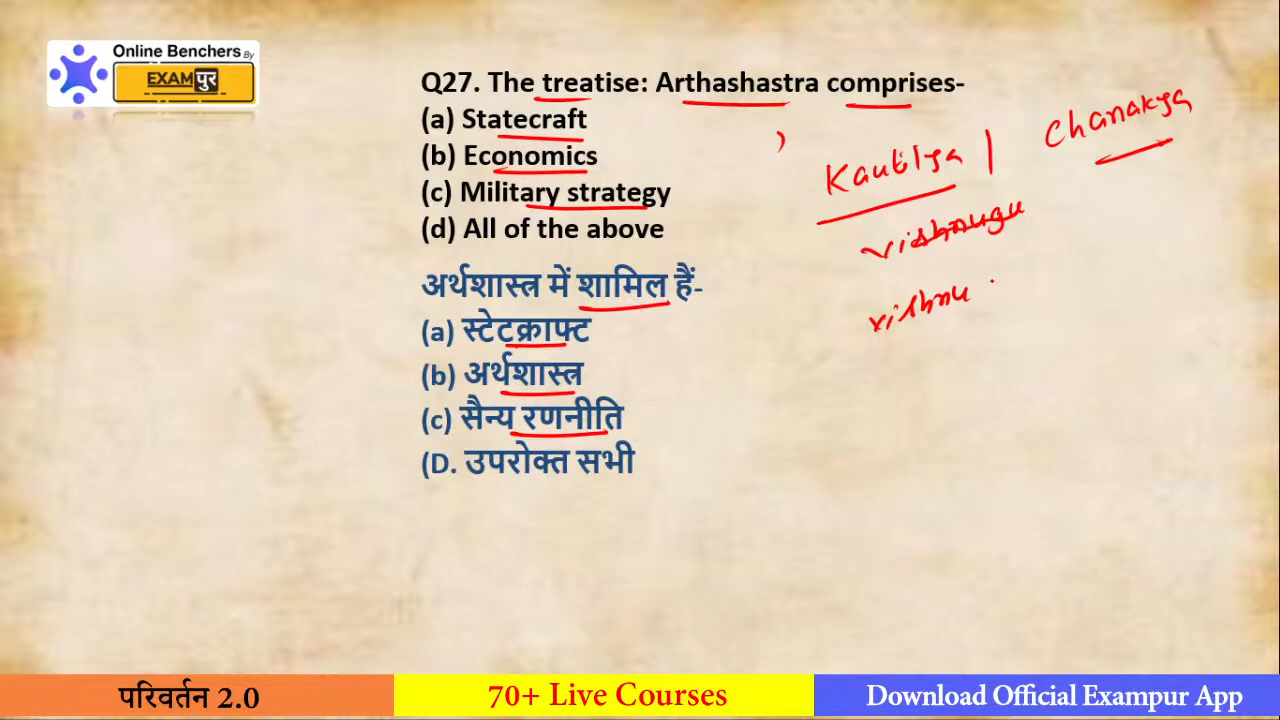 Online Benchers By
EXAMपुर
Q27. The treatise: Arthashastra comprises-
(a) Statecraft
(b) Economics
(c) Military strategy
(d) All of the above
Kautilya | Chanakya
vishnugu
vishnu
अर्थशास्त्र में शामिल हैं-
(a) स्टेटक्राफ्ट
(b) अर्थशास्त्र
(c) सैन्य रणनीति
(D. उपरोक्त सभी
परिवर्तन 2.0
70+ Live Courses
Download Official Exampur App